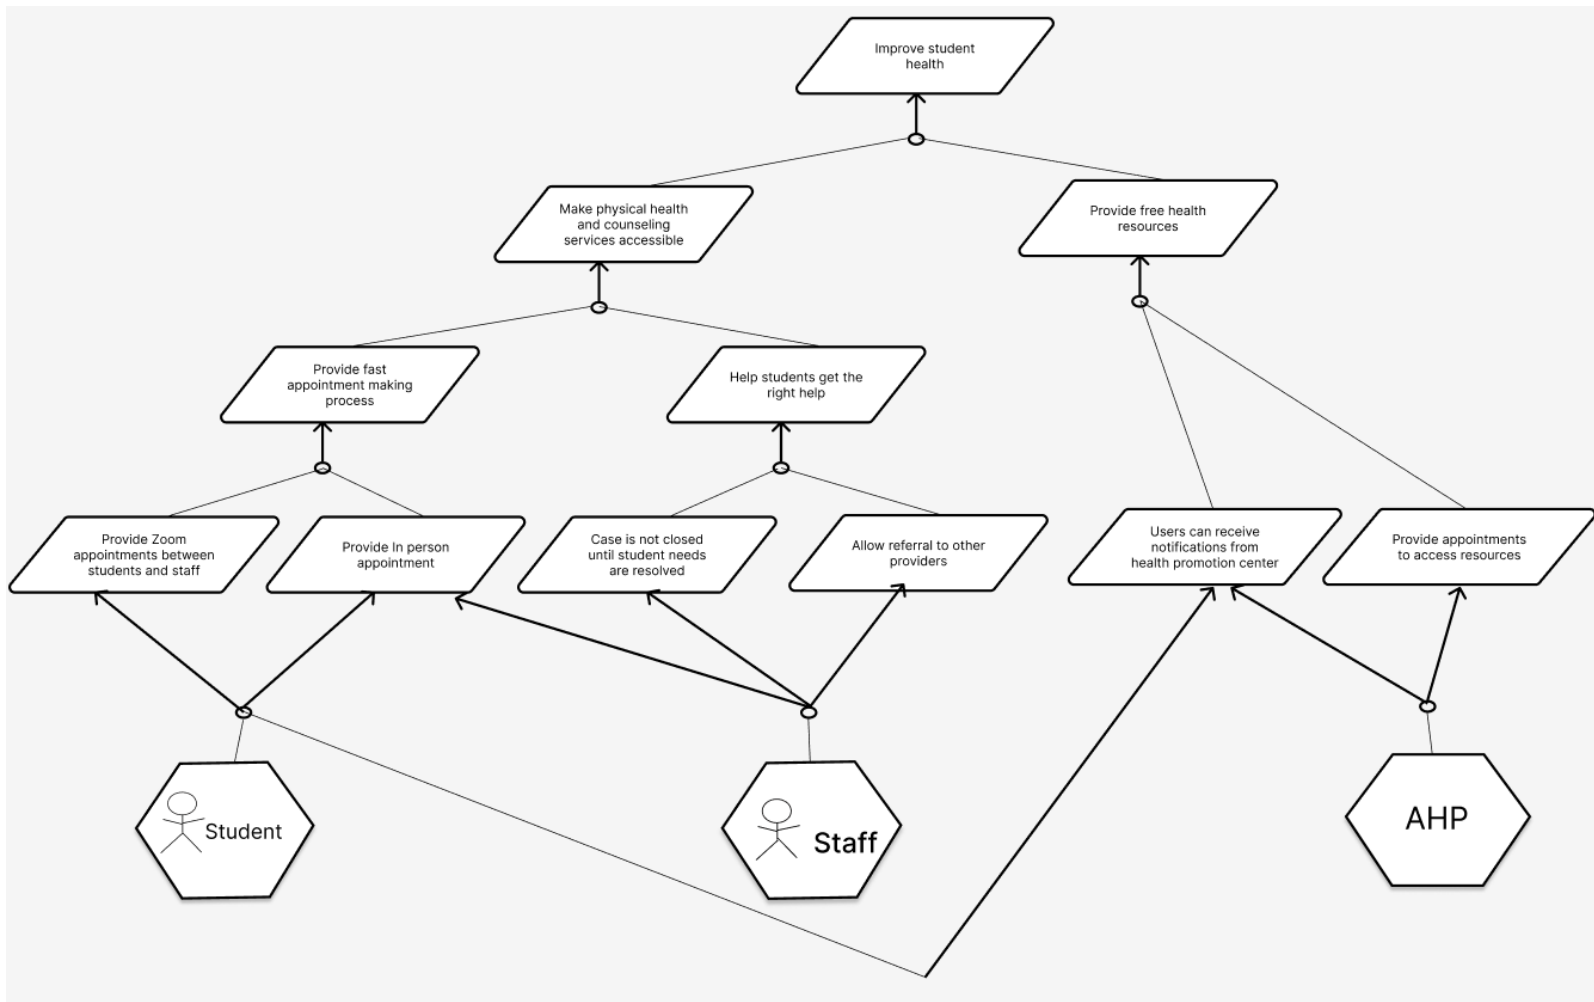 Improve student
health
Make physical health
and counseling
services accessible
Provide free health
resources
Provide fast
appointment making
process
Help students get the
right help
Provide Zoom
appointments between
students and staff
Provide In person
appointment
Case is not closed
until student needs
are resolved
Allow referral to other
providers
Users can receive
notifications from
health promotion center
Provide appointments
to access resources
Student
Staff
AHP